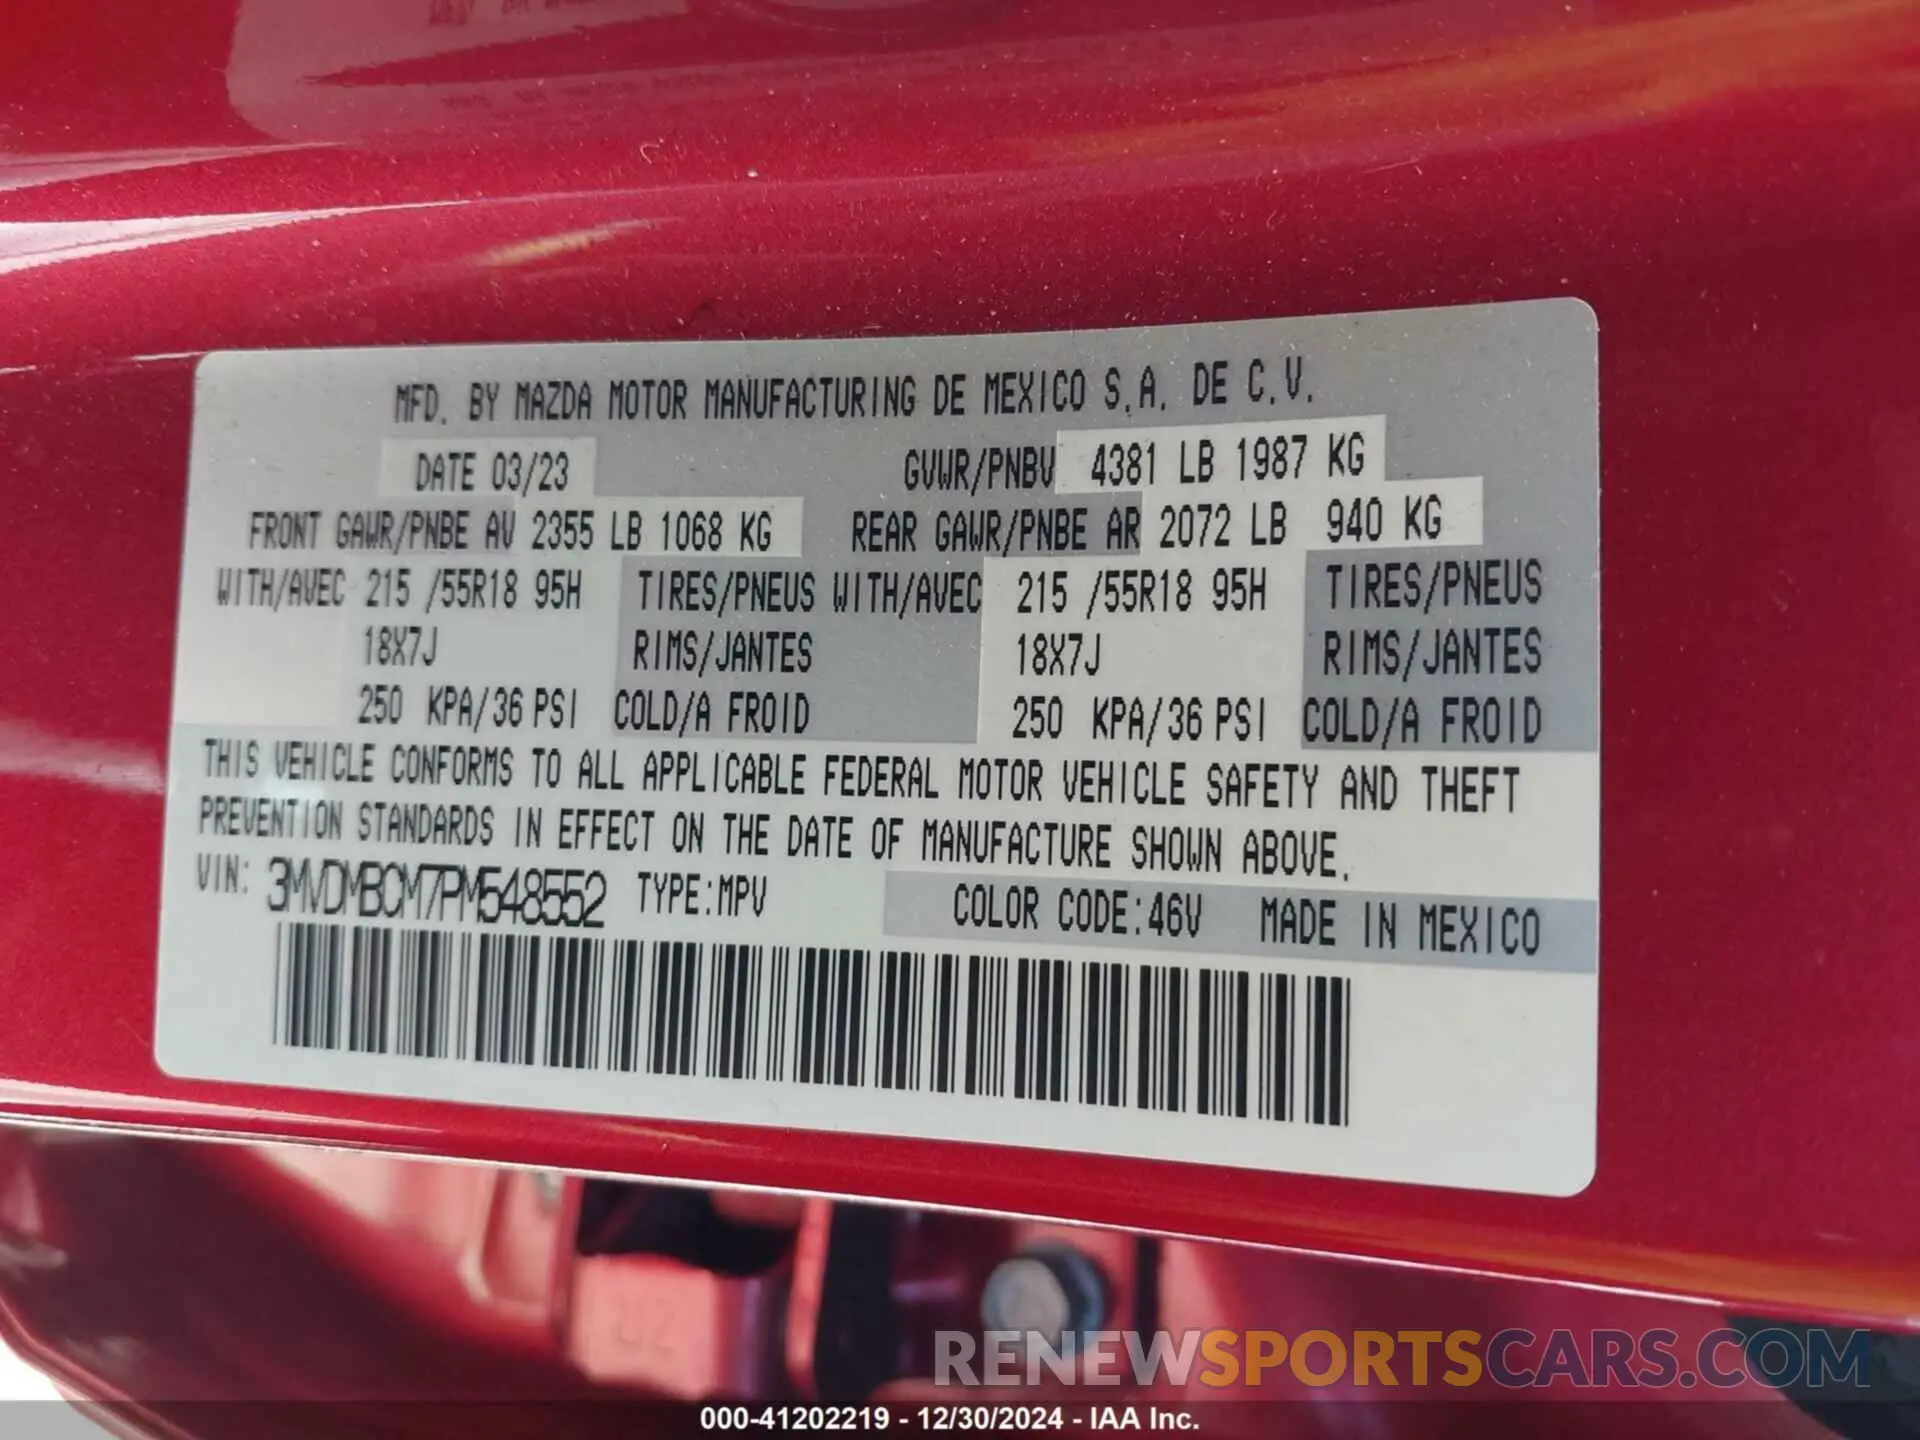 MFD. BY MAZDA MOTOR MANUFACTURING DE MEXICO S.A. DE C.V.
DATE 03/23 GVWR/PNBV 4381 LB 1987 KG
FRONT GAWR/PNBE AV 2355 LB 1068 KG REAR GAWR/PNBE AR 2072 LB 940 KG
WITH/AVEC 215 /55R18 95H TIRES/PNEUS WITH/AVEC 215 /55R18 95H TIRES/PNEUS
18X7J RIMS/JANTES 18X7J RIMS/JANTES
250 KPA/36 PSI COLD/A FROID 250 KPA/36 PSI COLD/A FROID
THIS VEHICLE CONFORMS TO ALL APPLICABLE FEDERAL MOTOR VEHICLE SAFETY AND THEFT
PREVENTION STANDARDS IN EFFECT ON THE DATE OF MANUFACTURE SHOWN ABOVE.
VIN: 3MVDMBCM7PM548552 TYPE:MPV COLOR CODE:46V MADE IN MEXICO
RENEWSPORTSCARS.COM
000-41202219 - 12/30/2024 - IAA Inc.